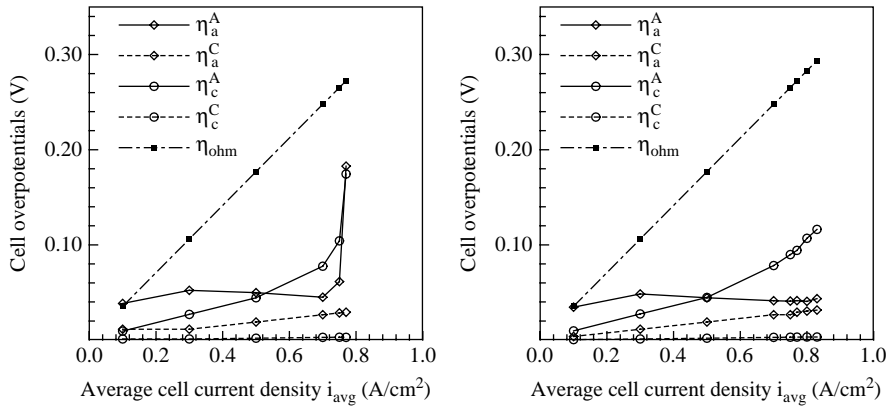 Cell overpotentials (V)
0.30
0.20
0.10
0.0 0.2 0.4 0.6 0.8 1.0
Average cell current density i_avg (A/cm²)
η_a^A
η_a^C
η_c^A
η_c^C
η_ohm
Cell overpotentials (V)
0.30
0.20
0.10
0.0 0.2 0.4 0.6 0.8 1.0
Average cell current density i_avg (A/cm²)
η_a^A
η_a^C
η_c^A
η_c^C
η_ohm